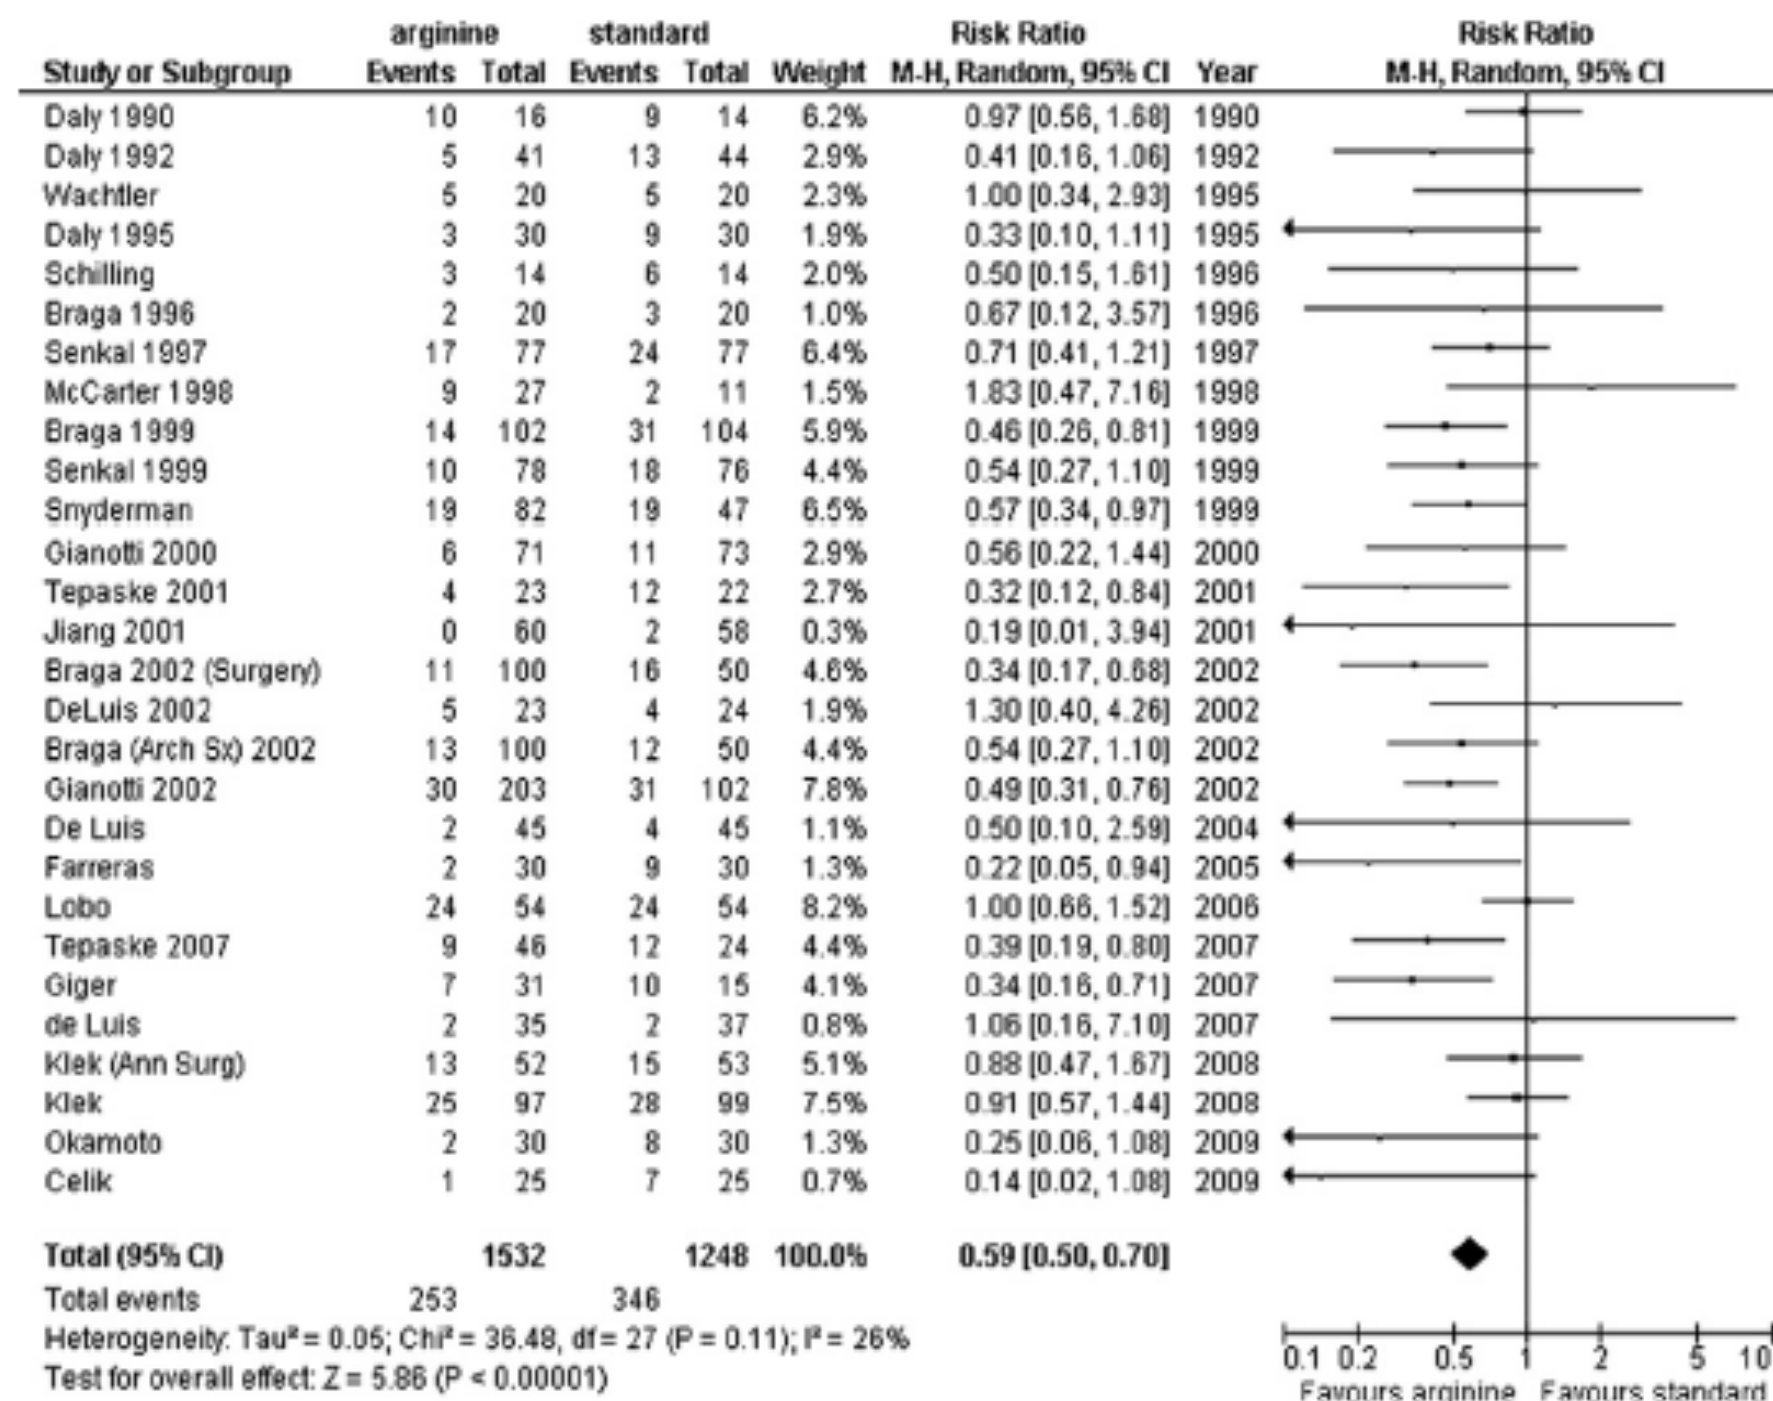 arginine standard Risk Ratio Risk Ratio
Study or Subgroup Events Total Events Total Weight M-H, Random, 95% CI Year M-H, Random, 95% CI
Daly 1990 10 16 9 14 6.2% 0.97 [0.56, 1.68] 1990
Daly 1992 5 41 13 44 2.9% 0.41 [0.16, 1.06] 1992
Wachtler 5 20 5 20 2.3% 1.00 [0.34, 2.93] 1995
Daly 1995 3 30 9 30 1.9% 0.33 [0.10, 1.11] 1995
Schilling 3 14 6 14 2.0% 0.50 [0.15, 1.61] 1996
Braga 1996 2 20 3 20 1.0% 0.67 [0.12, 3.57] 1996
Senkal 1997 17 77 24 77 6.4% 0.71 [0.41, 1.21] 1997
McCarter 1998 9 27 2 11 1.5% 1.83 [0.47, 7.16] 1998
Braga 1999 14 102 31 104 5.9% 0.46 [0.26, 0.81] 1999
Senkal 1999 10 78 18 76 4.4% 0.54 [0.27, 1.10] 1999
Snyderman 19 82 19 47 6.5% 0.57 [0.34, 0.97] 1999
Gianotti 2000 6 71 11 73 2.9% 0.56 [0.22, 1.44] 2000
Tepaske 2001 4 23 12 22 2.7% 0.32 [0.12, 0.84] 2001
Jiang 2001 0 60 2 58 0.3% 0.19 [0.01, 3.94] 2001
Braga 2002 (Surgery) 11 100 16 50 4.6% 0.34 [0.17, 0.68] 2002
DeLuis 2002 5 23 4 24 1.9% 1.30 [0.40, 4.26] 2002
Braga (Arch Sx) 2002 13 100 12 50 4.4% 0.54 [0.27, 1.10] 2002
Gianotti 2002 30 203 31 102 7.8% 0.49 [0.31, 0.76] 2002
De Luis 2 45 4 45 1.1% 0.50 [0.10, 2.59] 2004
Farreras 2 30 9 30 1.3% 0.22 [0.05, 0.94] 2005
Lobo 24 54 24 54 8.2% 1.00 [0.66, 1.52] 2006
Tepaske 2007 9 46 12 24 4.4% 0.39 [0.19, 0.80] 2007
Giger 7 31 10 15 4.1% 0.34 [0.16, 0.71] 2007
de Luis 2 35 2 37 0.8% 1.06 [0.16, 7.10] 2007
Klek (Ann Surg) 13 52 15 53 5.1% 0.88 [0.47, 1.67] 2008
Klek 25 97 28 99 7.5% 0.91 [0.57, 1.44] 2008
Okamoto 2 30 8 30 1.3% 0.25 [0.06, 1.08] 2009
Celik 1 25 7 25 0.7% 0.14 [0.02, 1.08] 2009
Total (95% CI) 1532 1248 100.0% 0.59 [0.50, 0.70]
Total events 253 346
Heterogeneity: Tau² = 0.05; Chi² = 36.48, df = 27 (P = 0.11); I² = 26%
Test for overall effect: Z = 5.86 (P < 0.00001)
0.1 0.2 0.5 1 2 5 10
Favours arginine Favours standard